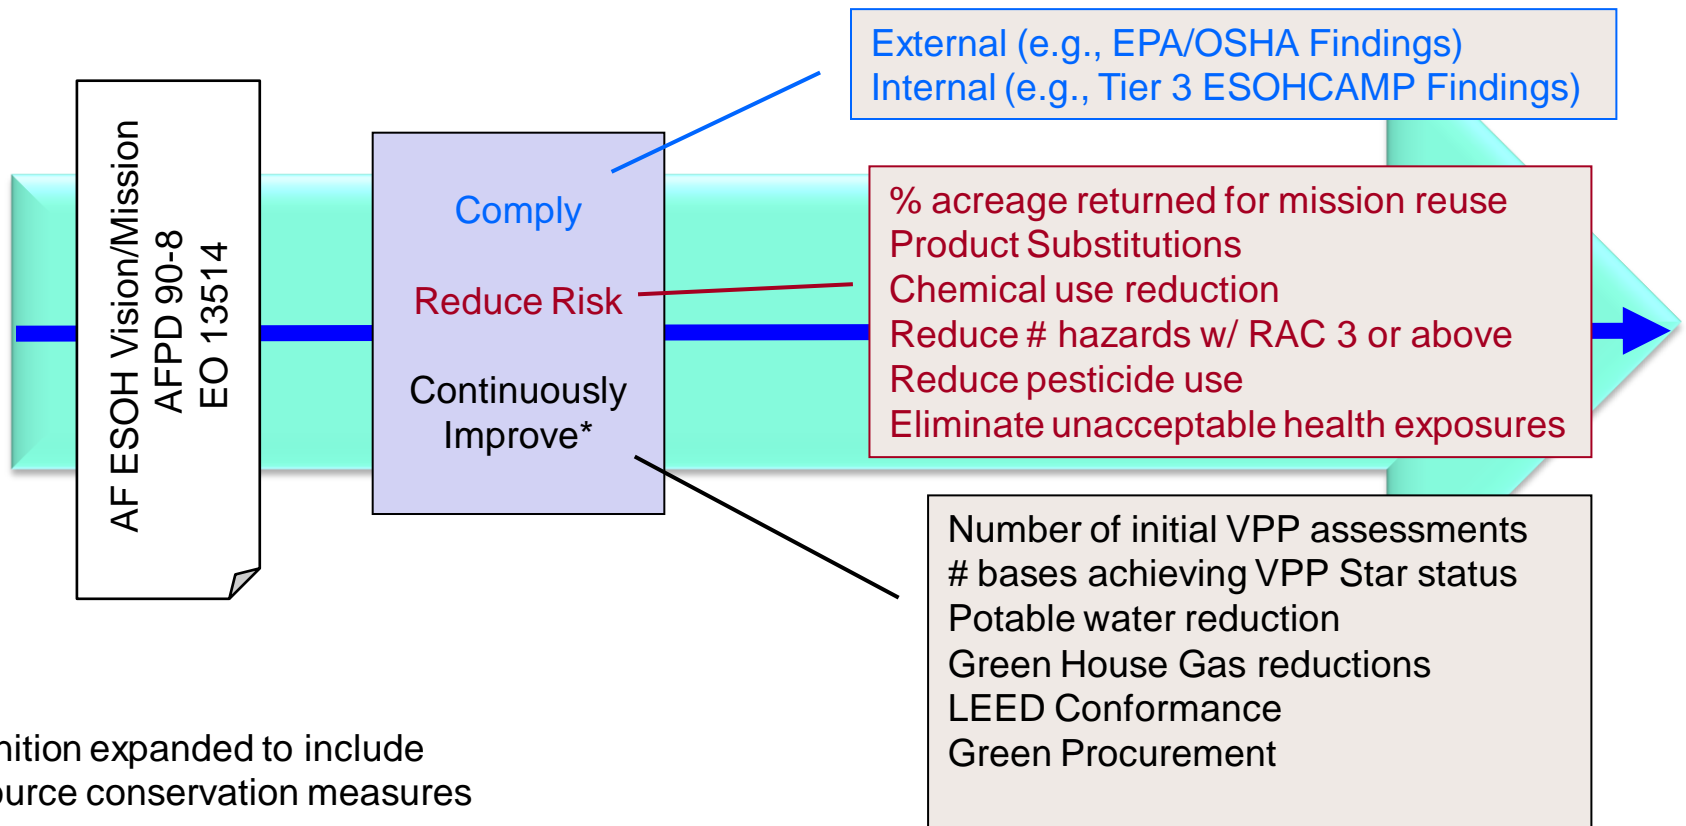 AF ESOH Vision/Mission
AFPD 90-8
EO 13514
Comply
Reduce Risk
Continuously
Improve*
External (e.g., EPA/OSHA Findings)
Internal (e.g., Tier 3 ESOHCAMP Findings)
% acreage returned for mission reuse
Product Substitutions
Chemical use reduction
Reduce # hazards w/ RAC 3 or above
Reduce pesticide use
Eliminate unacceptable health exposures
Number of initial VPP assessments
# bases achieving VPP Star status
Potable water reduction
Green House Gas reductions
LEED Conformance
Green Procurement
expanded to include
conservation measures